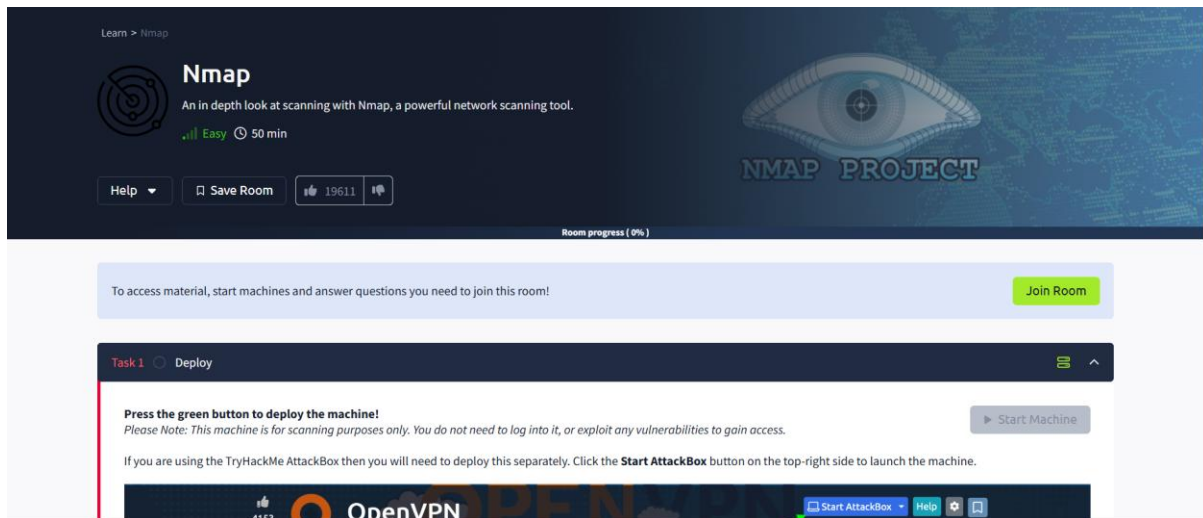 Learn > Nmap
Nmap
An in depth look at scanning with Nmap, a powerful network scanning tool.
Easy 50 min
NMAP PROJECT
Help Save Room 19611
Room progress ( 0% )
To access material, start machines and answer questions you need to join this room!
Join Room
Task 1 Deploy
Press the green button to deploy the machine!
Start Machine
Please Note: This machine is for scanning purposes only. You do not need to log into it, or exploit any vulnerabilities to gain access.
If you are using the TryHackMe AttackBox then you will need to deploy this separately. Click the Start AttackBox button on the top-right side to launch the machine.
OpenVPN
OPENVPN
Start AttackBox Help